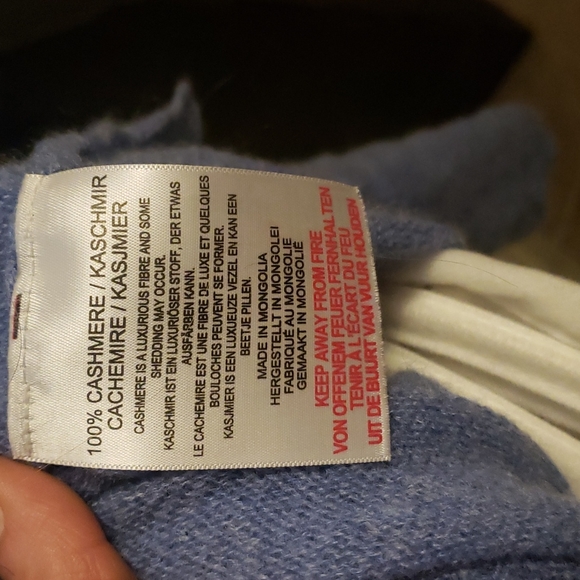 100% CASHMERE / KASCHMIR
CACHEMIRE / KASJMIER
CASHMERE IS A LUXURIOUS FIBRE AND SOME
SHEDDING MAY OCCUR.
KASCHMIR IST EIN LUXURIÖSER STOFF, DER ETWAS
AUSFÄRBEN KANN.
LE CACHEMIRE EST UNE FIBRE DE LUXE ET QUELQUES
BOULOCHES PEUVENT SE FORMER.
KASJMIER IS EEN LUXUEUZE VEZEL EN KAN EEN
BEETJE PILLEN.
MADE IN MONGOLIA
HERGESTELLT IN MONGOLEI
FABRIQUÉ AU MONGOLIE
GEMAAKT IN MONGOLIË
KEEP AWAY FROM FIRE
VON OFFENEM FEUER FERNHALTEN
TENIR À L'ÉCART DU FEU
UIT DE BUURT VAN VUUR HOUDEN